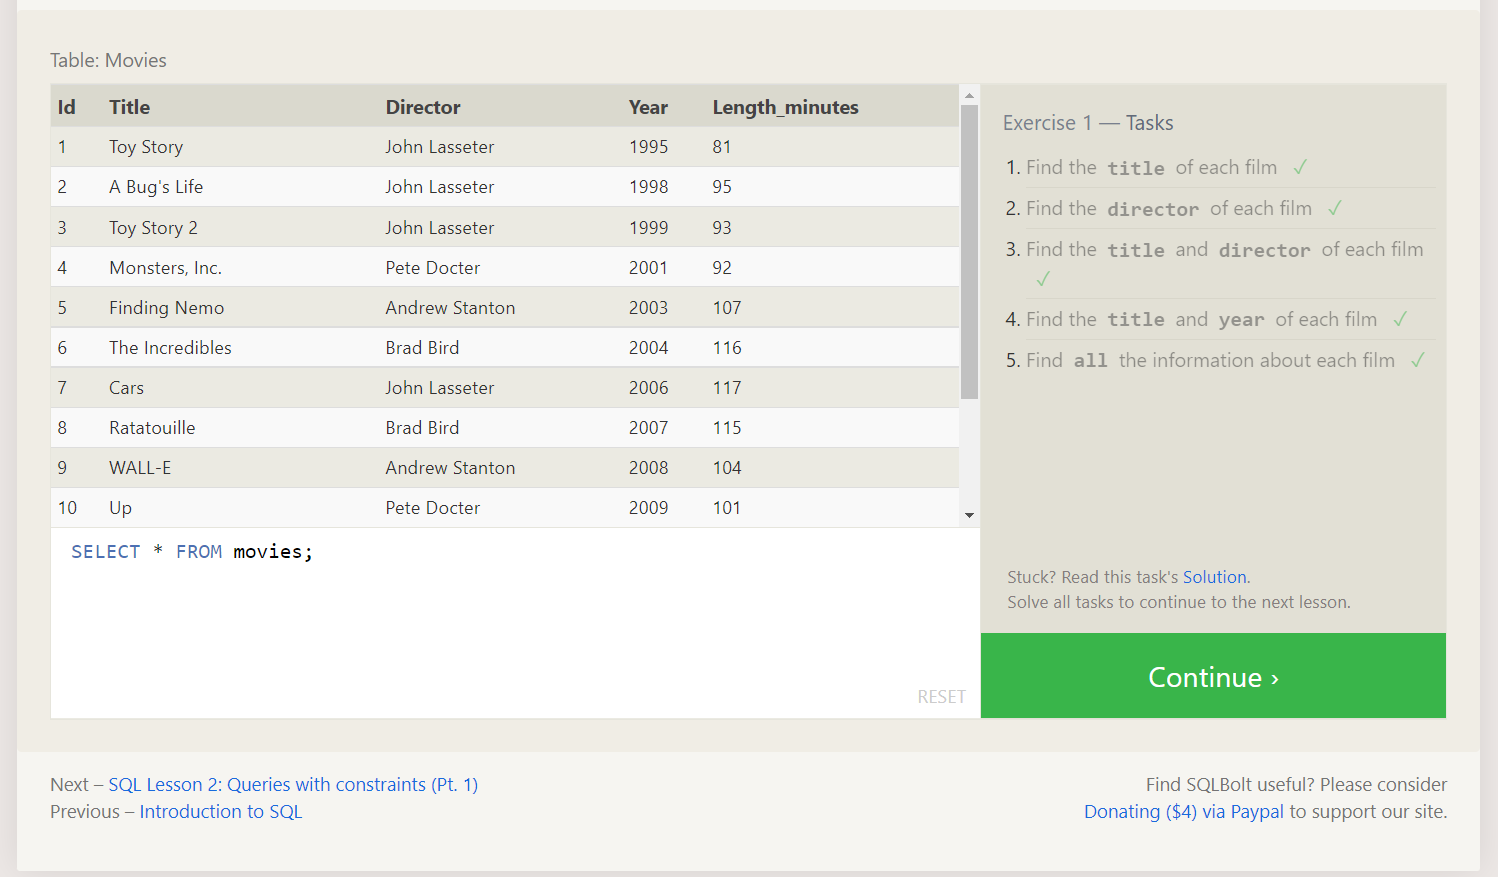 Table: Movies
Id Title Director Year Length_minutes
1 Toy Story John Lasseter 1995 81
2 A Bug's Life John Lasseter 1998 95
3 Toy Story 2 John Lasseter 1999 93
4 Monsters, Inc. Pete Docter 2001 92
5 Finding Nemo Andrew Stanton 2003 107
6 The Incredibles Brad Bird 2004 116
7 Cars John Lasseter 2006 117
8 Ratatouille Brad Bird 2007 115
9 WALL-E Andrew Stanton 2008 104
10 Up Pete Docter 2009 101
SELECT * FROM movies;
RESET
Exercise 1 — Tasks
1. Find the title of each film ✓
2. Find the director of each film ✓
3. Find the title and director of each film
✓
4. Find the title and year of each film ✓
5. Find all the information about each film ✓
Stuck? Read this task's Solution.
Solve all tasks to continue to the next lesson.
Continue ›
Next – SQL Lesson 2: Queries with constraints (Pt. 1)
Previous – Introduction to SQL
Find SQLBolt useful? Please consider
Donating ($4) via Paypal to support our site.